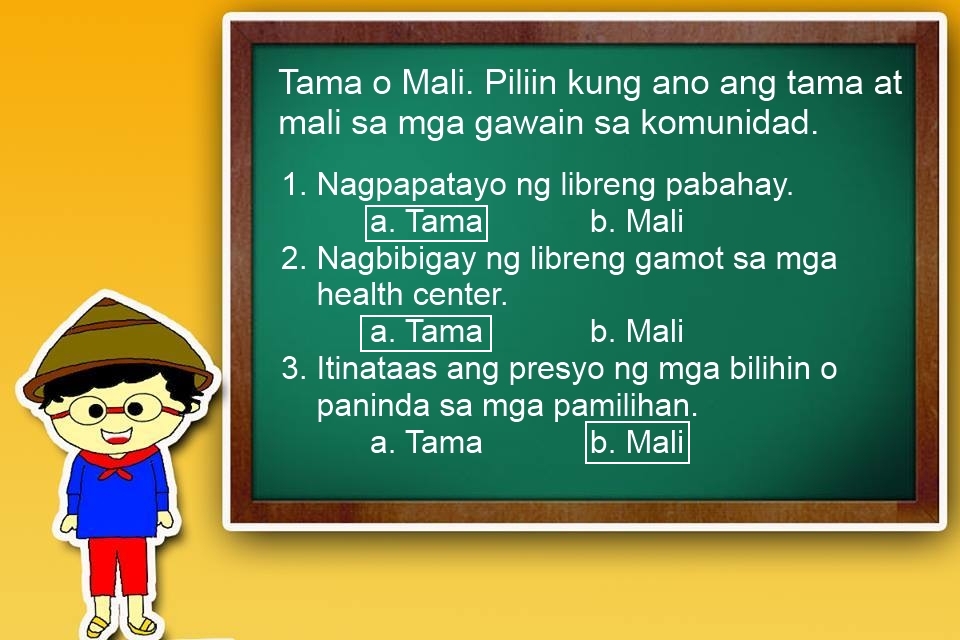 Tama o Mali. Piliin kung ano ang tama at
mali sa mga gawain sa komunidad.
1. Nagpapatayo ng libreng pabahay.
a. Tama b. Mali
2. Nagbibigay ng libreng gamot sa mga
health center.
a. Tama b. Mali
3. Itinataas ang presyo ng mga bilihin o
paninda sa mga pamilihan.
a. Tama b. Mali